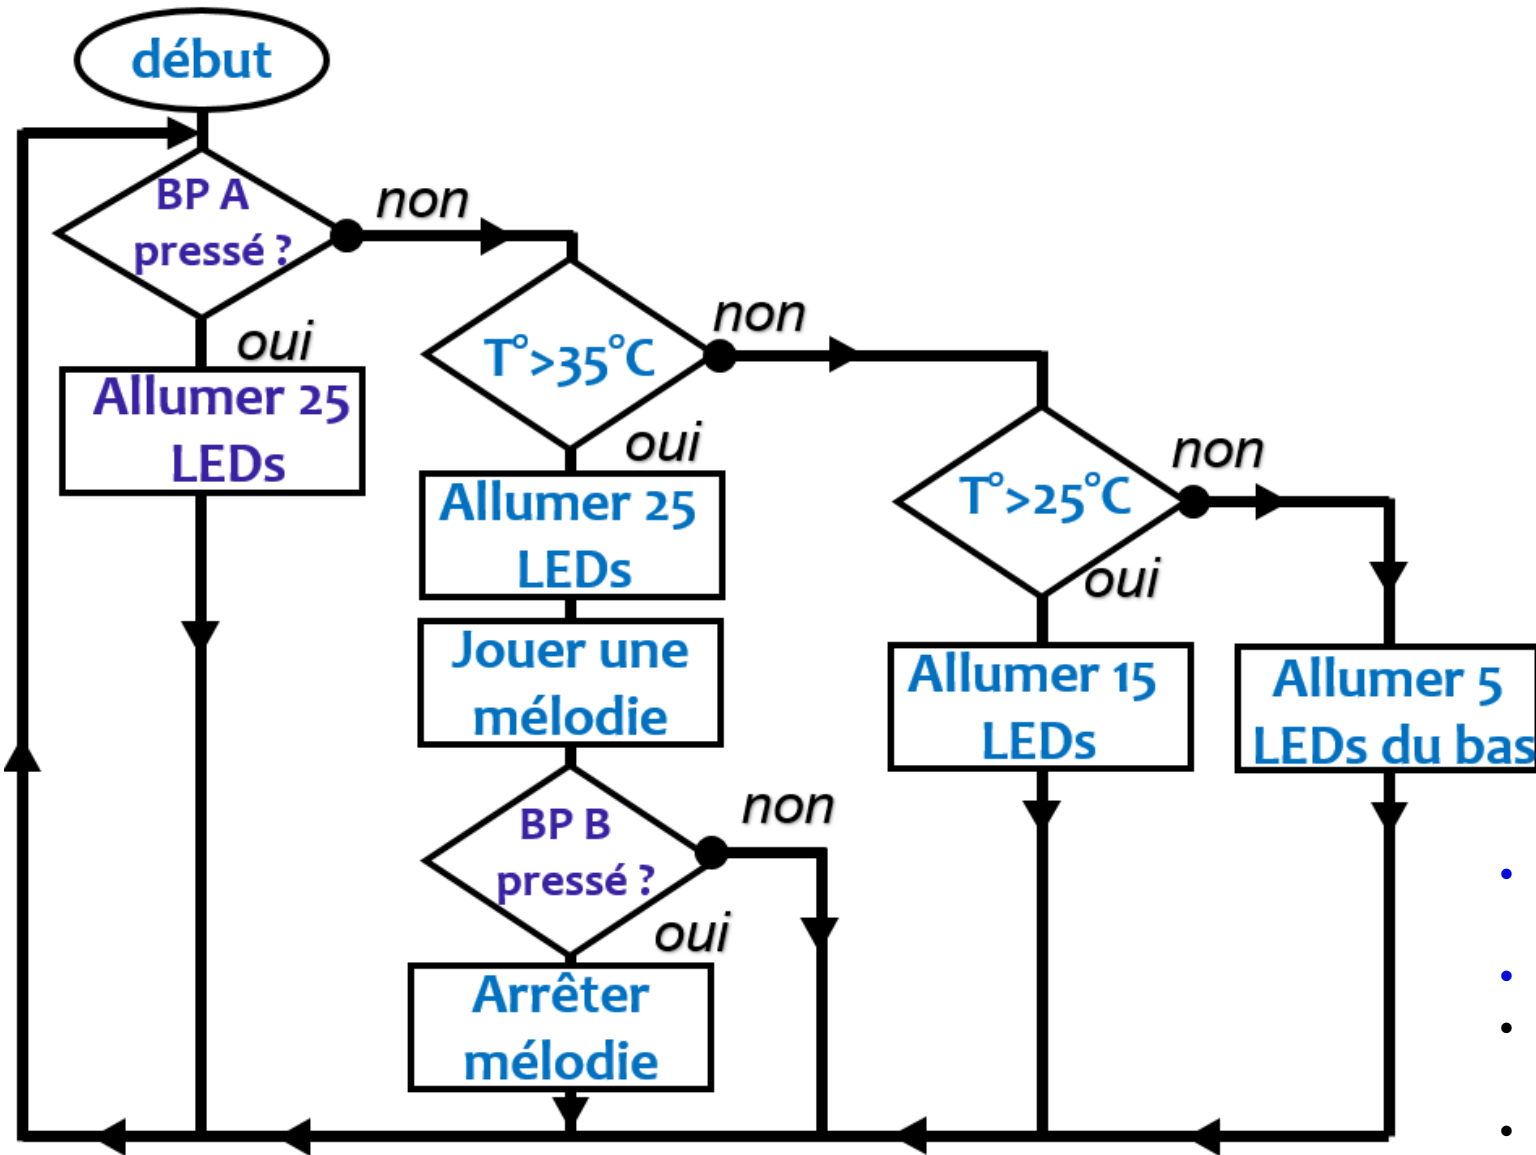 début
BP A
pressé ?
non
oui
Allumer 25
LEDs
T°>35°C
non
oui
Allumer 25
LEDs
Jouer une
mélodie
BP B
pressé ?
non
oui
Arrêter
mélodie
T°>25°C
non
oui
Allumer 15
LEDs
Allumer 5
LEDs du bas